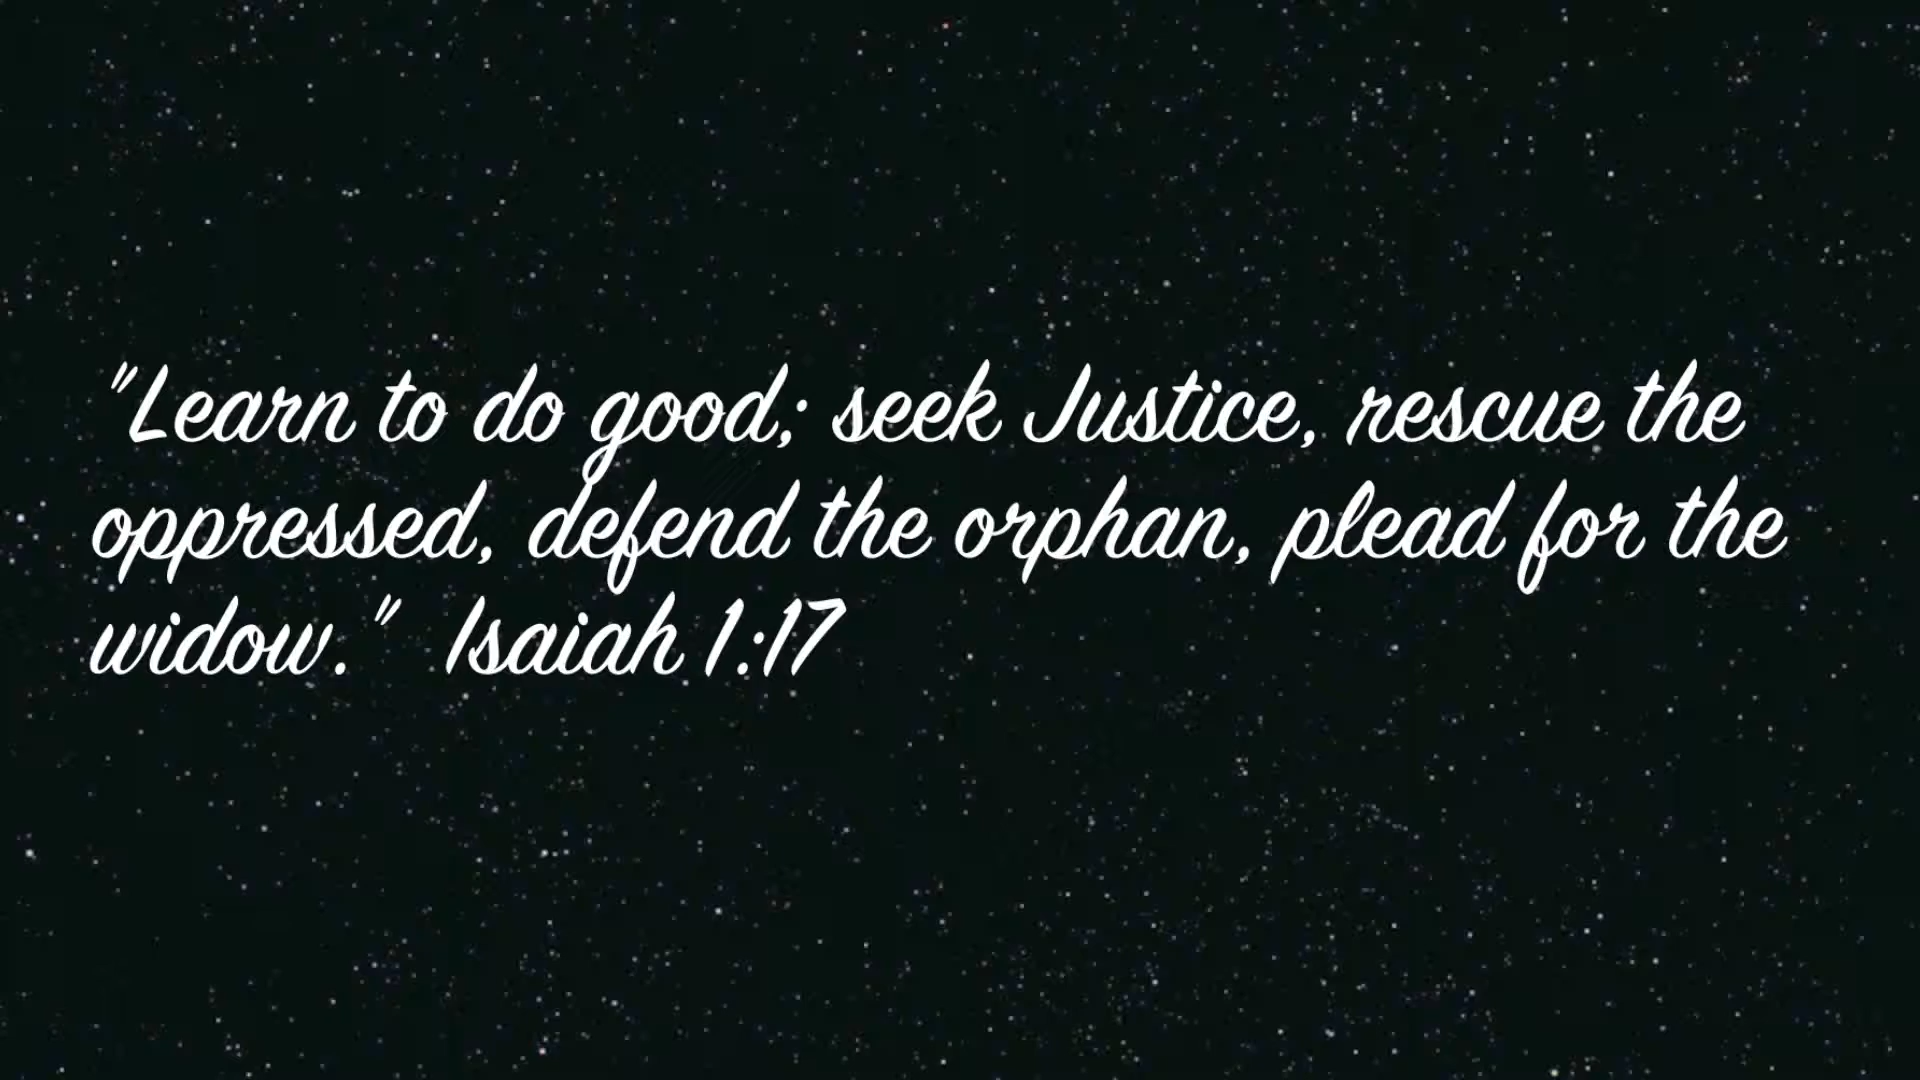 "Learn to do good; seek Justice, rescue the
oppressed, defend the orphan, plead for the
widow." Isaiah 1:17